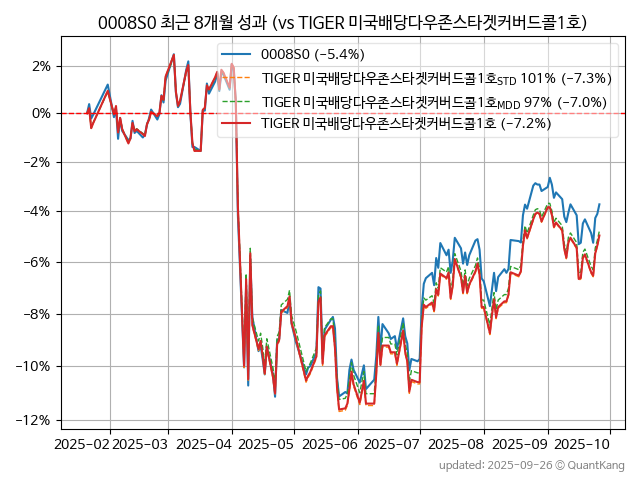 0008S0 최근 8개월 성과 (vs TIGER 미국배당다우존스타겟커버드콜1호)
0008S0 (−5.4%)
TIGER 미국배당다우존스타겟커버드콜1호STD 101% (−7.3%)
TIGER 미국배당다우존스타겟커버드콜1호MDD 97% (−7.0%)
TIGER 미국배당다우존스타겟커버드콜1호 (−7.2%)
2%
0%
−2%
−4%
−6%
−8%
−10%
−12%
2025-02 2025-03 2025-04 2025-05 2025-06 2025-07 2025-08 2025-09 2025-10
updated: 2025-09-26 © QuantKang